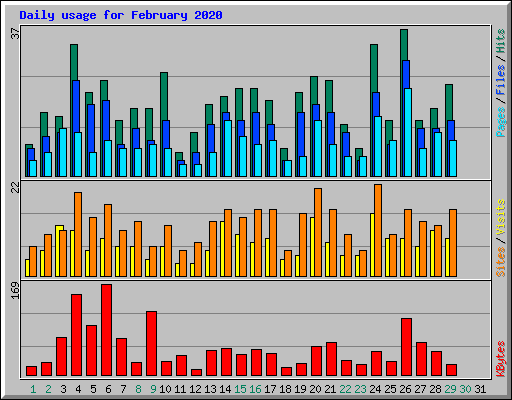 Daily usage for February 2020
37
Pages/Files/Hits
22
Sites/Visits
169
KBytes
1 2 3 4 5 6 7 8 9 10 11 12 13 14 15 16 17 18 19 20 21 22 23 24 25 26 27 28 29 30 31